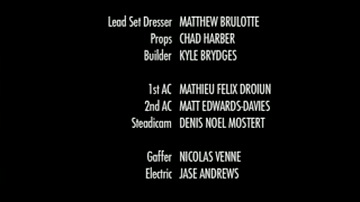 Lead Set Dresser MATTHEW BRULOTTE
Props CHAD HARBER
Builder KYLE BRYDGES
1st AC MATHIEU FELIX DROIUN
2nd AC MATT EDWARDS-DAVIES
Steadicam DENIS NOEL MOSTERT
Gaffer NICOLAS VENNE
Electric JASE ANDREWS